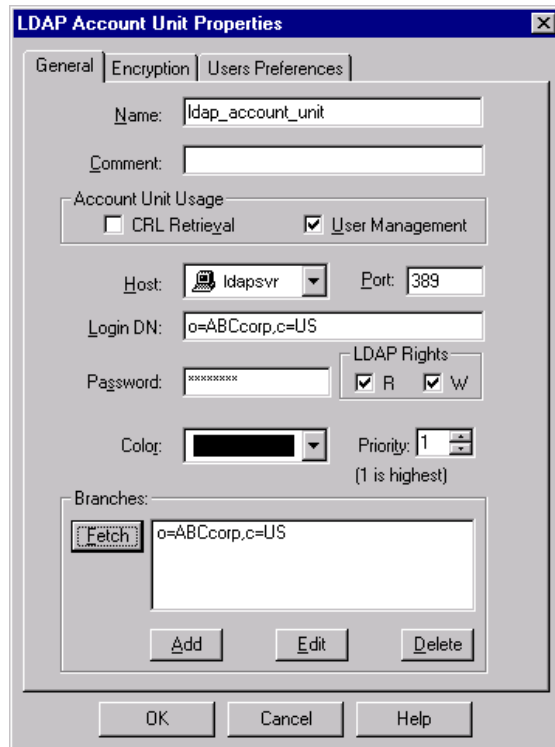 LDAP Account Unit Properties
General Encryption Users Preferences
Name: ldap_account_unit
Comment:
Account Unit Usage
CRL Retrieval User Management
Host: ldapsvr Port: 389
Login DN: o=ABCcorp,c=US
LDAP Rights
Password: ******** R W
Color: Priority: 1
(1 is highest)
Branches:
Fetch o=ABCcorp,c=US
Add Edit Delete
OK Cancel Help